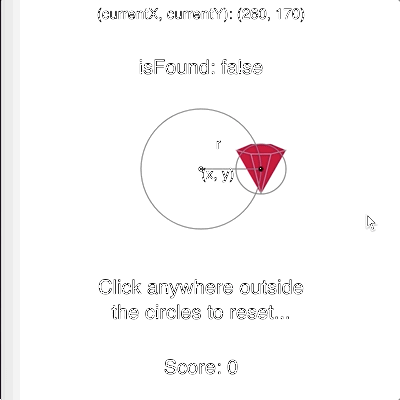 (currentX, currentY): (260, 170)
isFound: false
r
(x, y)
Click anywhere outside
the circles to reset...
Score: 0